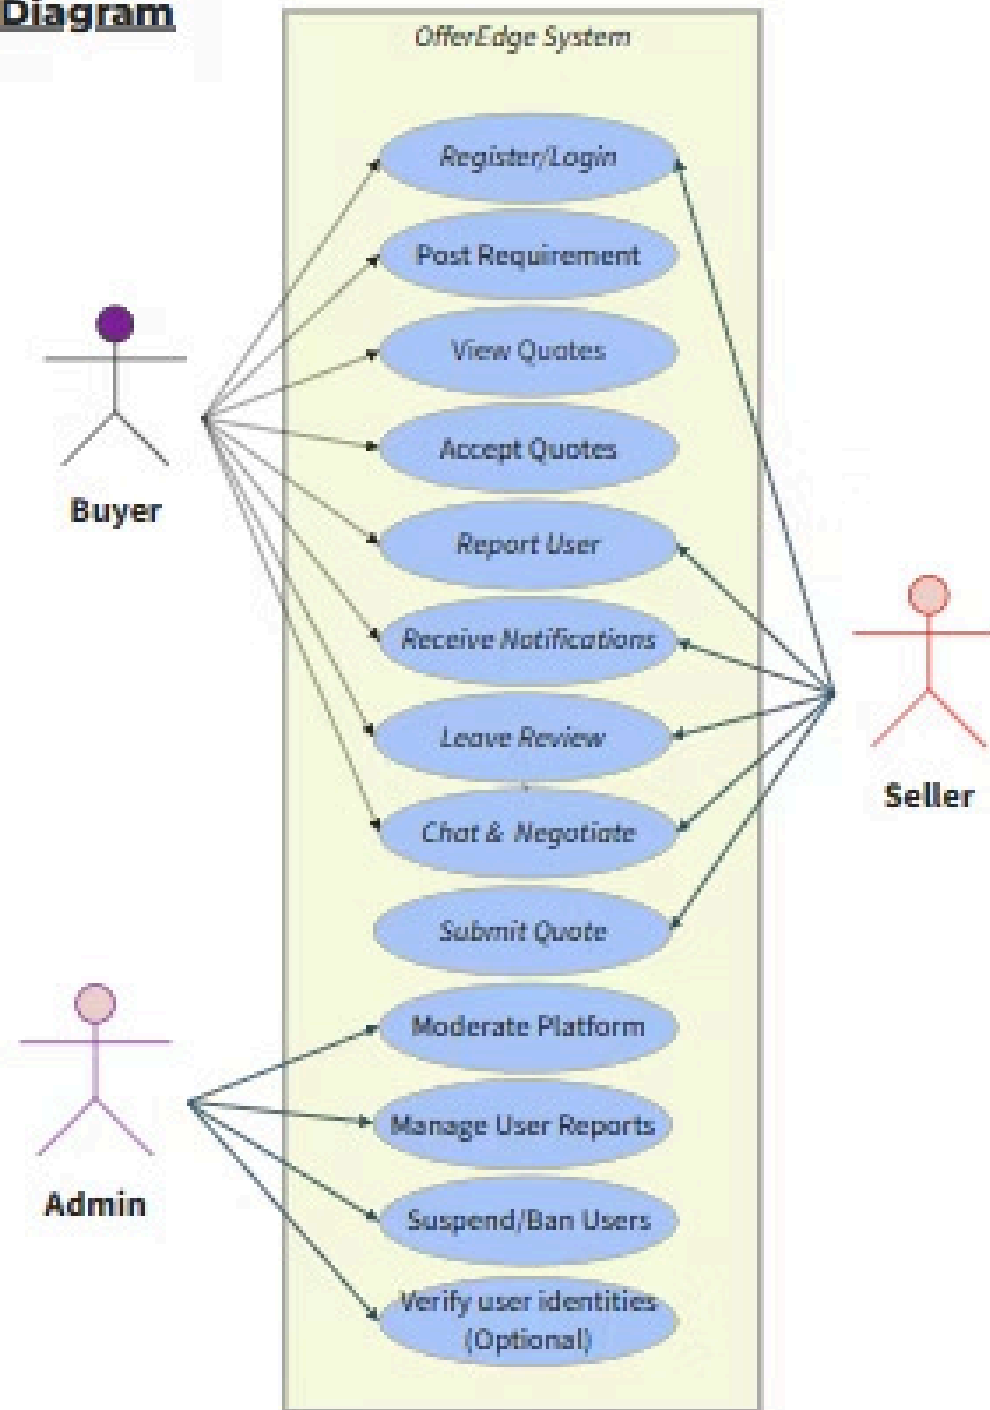 Diagram
OfferEdge System
Register/Login
Post Requirement
View Quotes
Accept Quotes
Report User
Receive Notifications
Leave Review
Chat & Negotiate
Submit Quote
Moderate Platform
Manage User Reports
Suspend/Ban Users
Verify user identities
(Optional)
Buyer
Seller
Admin